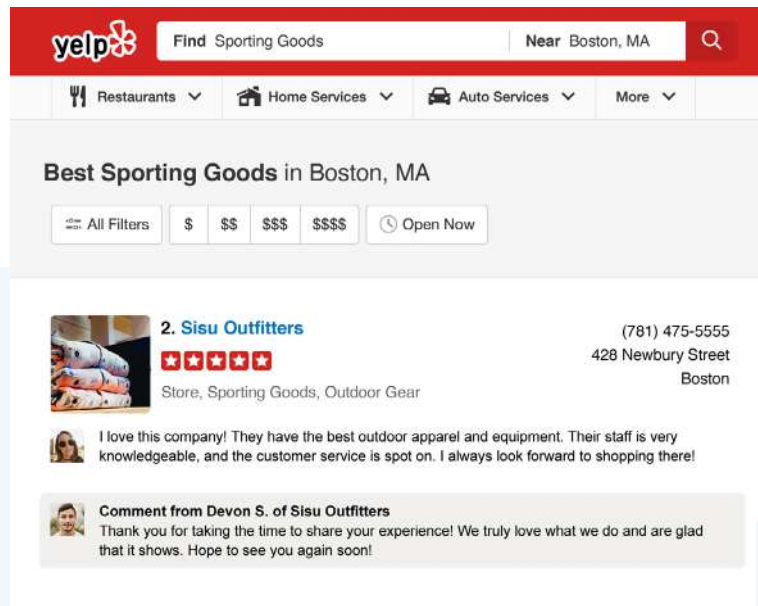 yelp
Find Sporting Goods Near Boston, MA
Restaurants Home Services Auto Services More
Best Sporting Goods in Boston, MA
All Filters $ $$ $$$ $$$$ Open Now
2. Sisu Outfitters
(781) 475-5555
428 Newbury Street
Boston
Store, Sporting Goods, Outdoor Gear
I love this company! They have the best outdoor apparel and equipment. Their staff is very
knowledgeable, and the customer service is spot on. I always look forward to shopping there!
Comment from Devon S. of Sisu Outfitters
Thank you for taking the time to share your experience! We truly love what we do and are glad
that it shows. Hope to see you again soon!